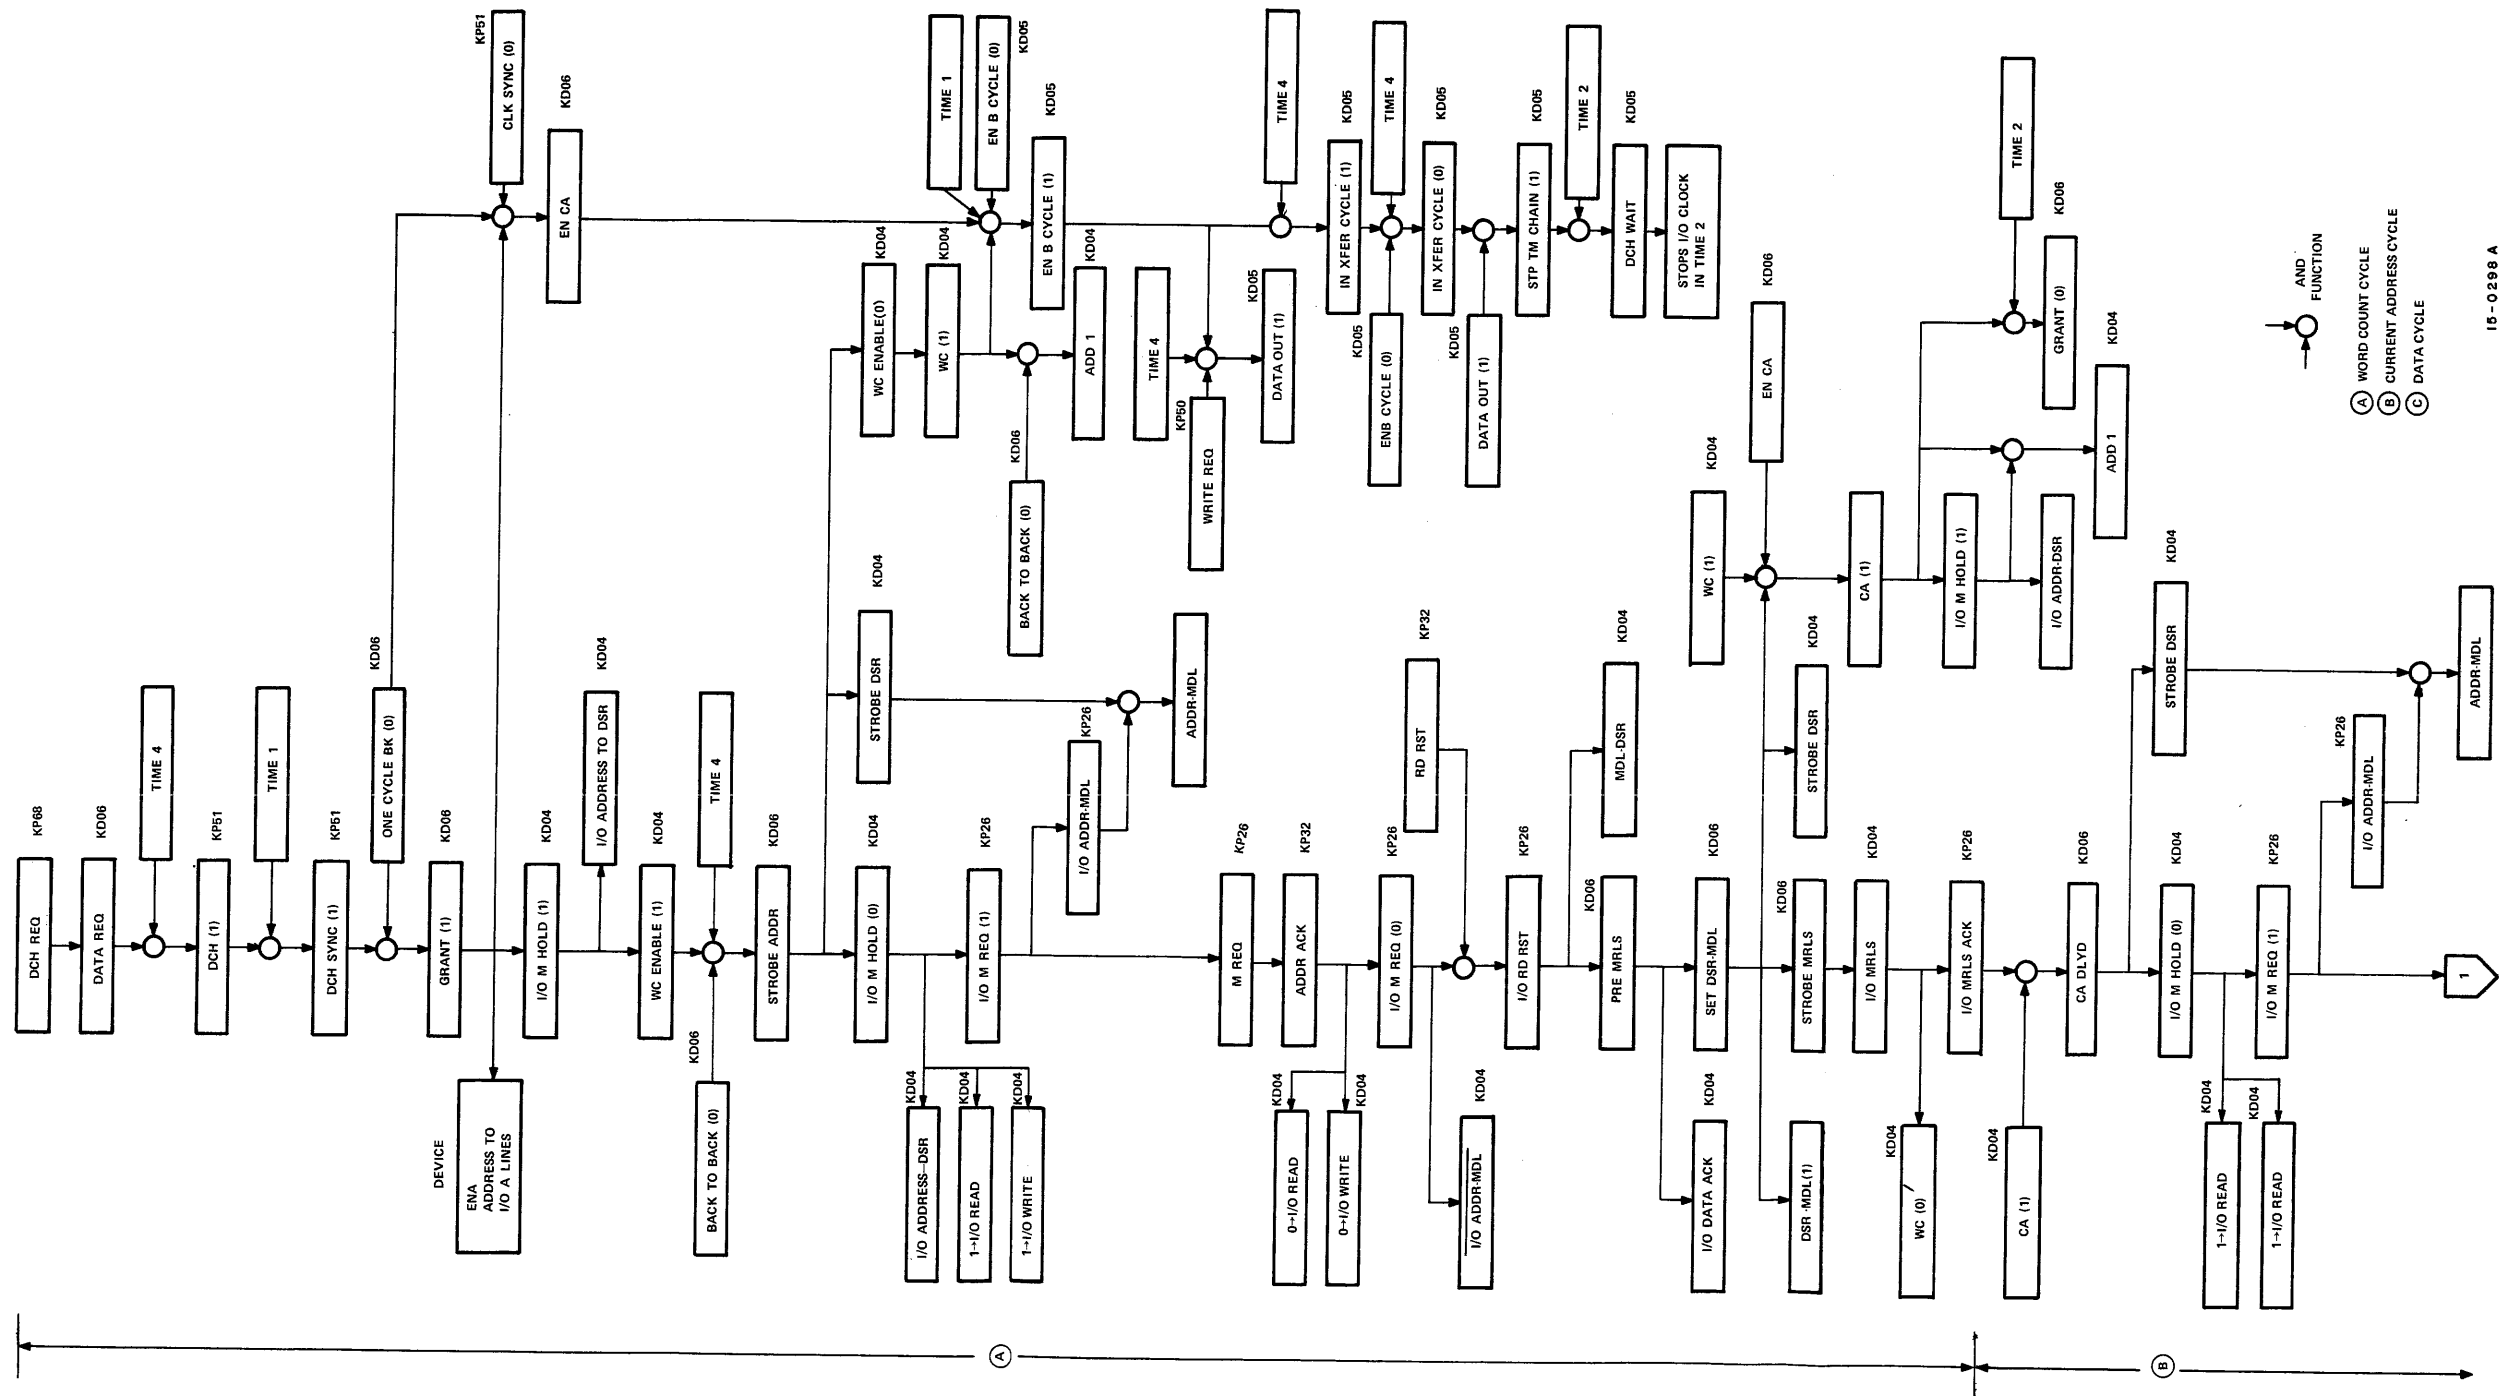 DCH REQ
KP68
DATA REQ
KD06
TIME 4
DCH (1)
KP51
TIME 1
DCH SYNC (1)
KP51
ONE CYCLE BK (0)
KD06
GRANT (1)
KD06
CLK SYNC (0)
KP51
EN CA
KD06
DEVICE
ENA
ADDRESS TO
I/O A LINES
I/O M HOLD (1)
KD04
I/O ADDRESS TO DSR
KD04
WC ENABLE (1)
KD04
TIME 4
BACK TO BACK (0)
KD06
STROBE ADDR
KD06
I/O M HOLD (0)
KD04
STROBE DSR
KD04
WC ENABLE(0)
KD04
WC (1)
KD04
TIME 1
EN B CYCLE (0)
KD05
EN B CYCLE (1)
KD05
BACK TO BACK (0)
KD06
ADD 1
KD04
I/O ADDRESS-DSR
KD04
1→I/O READ
KD04
1→I/O WRITE
KD04
I/O M REQ (1)
KP26
I/O ADDR-MDL
KP26
ADDR-MDL
TIME 4
WRITE REQ
KP50
DATA OUT (1)
KD05
TIME 4
IN XFER CYCLE (1)
KD05
TIME 4
ENB CYCLE (0)
KD05
IN XFER CYCLE (0)
KD05
DATA OUT (1)
KD05
STP TM CHAIN (1)
KD05
TIME 2
DCH WAIT
KD05
STOPS I/O CLOCK
IN TIME 2
M REQ
KP26
ADDR ACK
KP32
0→I/O READ
KD04
0→I/O WRITE
KD04
I/O M REQ (0)
KP26
RD RST
KP32
I/O ADDR-MDL
KD04
I/O RD RST
KP26
MDL-DSR
KD04
PRE MRLS
KD06
SET DSR-MDL
KD06
I/O DATA ACK
KD04
WC (1)
KD04
EN CA
KD06
STROBE DSR
KD04
DSR-MDL(1)
STROBE MRLS
KD06
I/O MRLS
KD04
WC (0)
KD04
I/O MRLS ACK
KP26
CA (1)
I/O M HOLD (1)
I/O ADDR-DSR
TIME 2
GRANT (0)
KD06
ADD 1
KD04
CA (1)
KD04
CA DLYD
KD06
I/O M HOLD (0)
KD04
STROBE DSR
KD04
1→I/O READ
KD04
1→I/O READ
KD04
I/O M REQ (1)
KP26
I/O ADDR-MDL
KP26
ADDR-MDL
1
A
B
AND
FUNCTION
A WORD COUNT CYCLE
B CURRENT ADDRESS CYCLE
C DATA CYCLE
15-0298 A